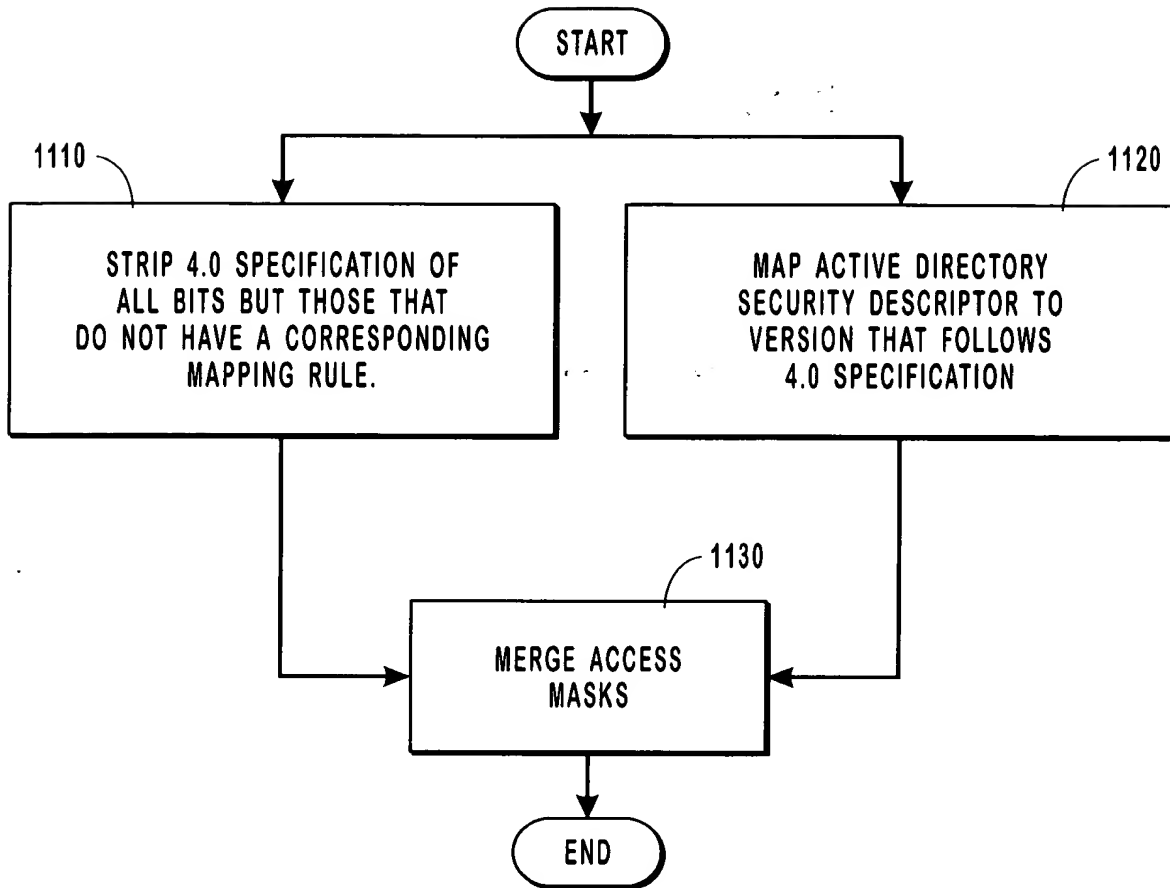 START
1110
STRIP 4.0 SPECIFICATION OF
ALL BITS BUT THOSE THAT
DO NOT HAVE A CORRESPONDING
MAPPING RULE.
1120
MAP ACTIVE DIRECTORY
SECURITY DESCRIPTOR TO
VERSION THAT FOLLOWS
4.0 SPECIFICATION
1130
MERGE ACCESS
MASKS
END